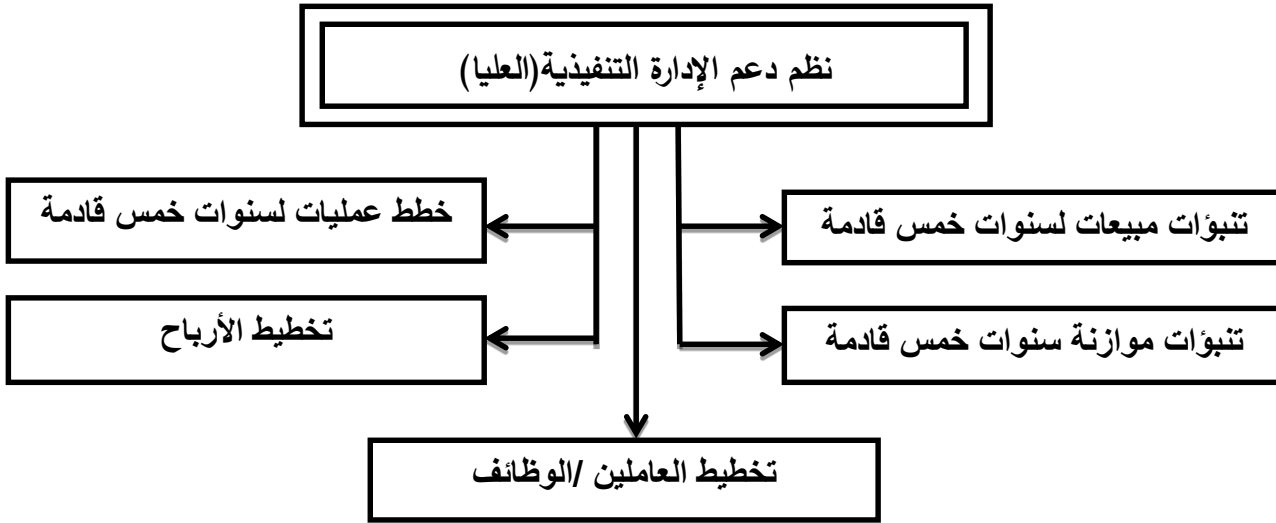 نظم دعم الإدارة التنفيذية(العليا)
تنبؤات مبيعات لسنوات خمس قادمة
خطط عمليات لسنوات خمس قادمة
تنبؤات موازنة سنوات خمس قادمة
تخطيط الأرباح
تخطيط العاملين /الوظائف